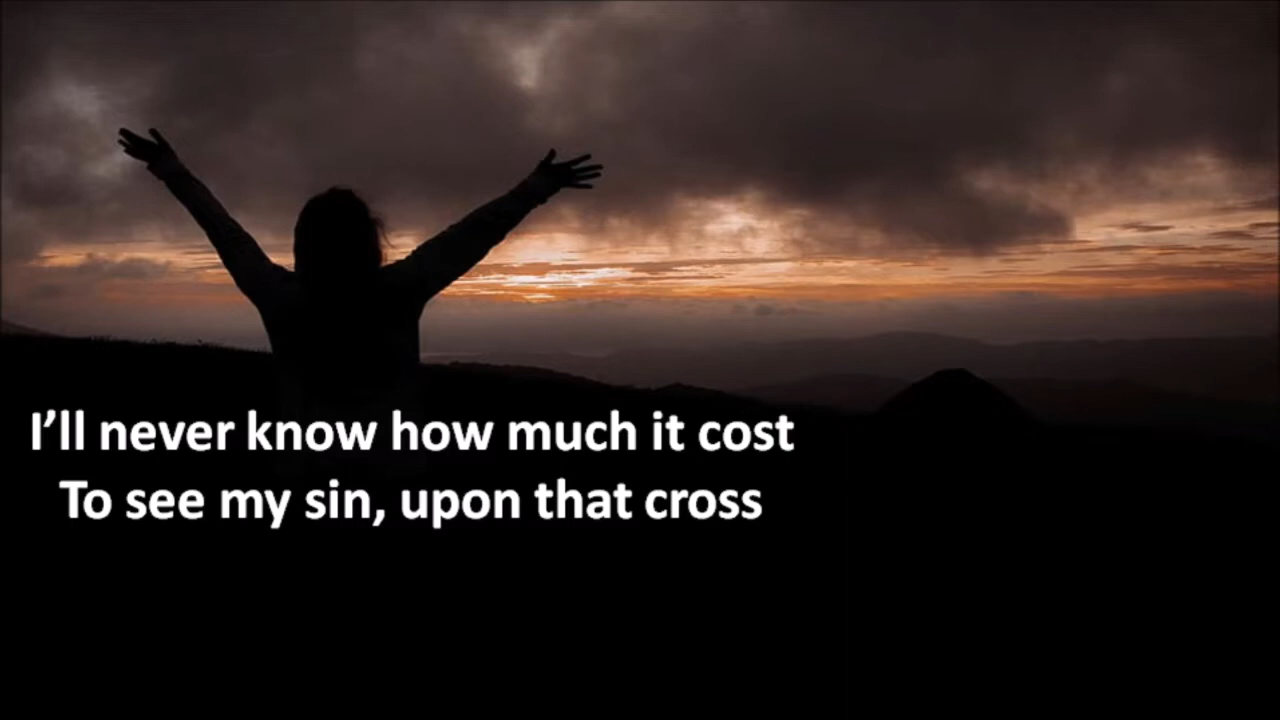 I’ll never know how much it cost
To see my sin, upon that cross